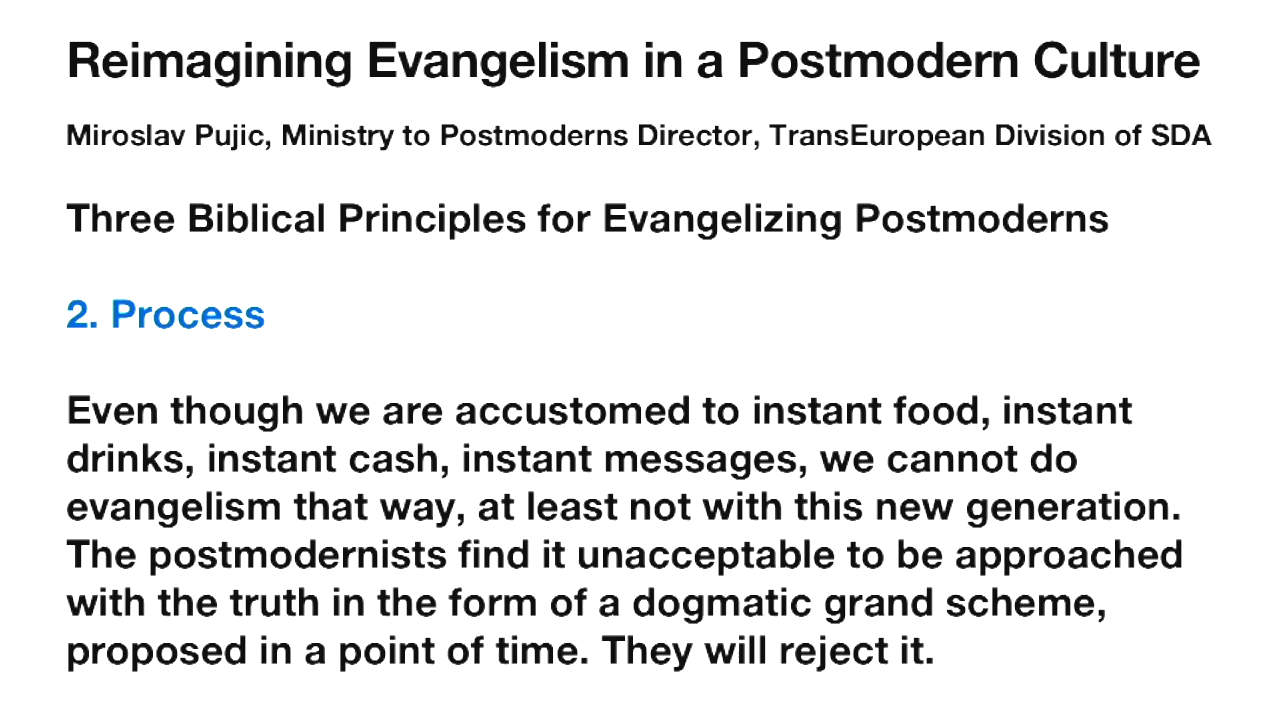 Reimagining Evangelism in a Postmodern Culture
Miroslav Pujic, Ministry to Postmoderns Director, TransEuropean Division of SDA
Three Biblical Principles for Evangelizing Postmoderns
2. Process
Even though we are accustomed to instant food, instant
drinks, instant cash, instant messages, we cannot do
evangelism that way, at least not with this new generation.
The postmodernists find it unacceptable to be approached
with the truth in the form of a dogmatic grand scheme,
proposed in a point of time. They will reject it.